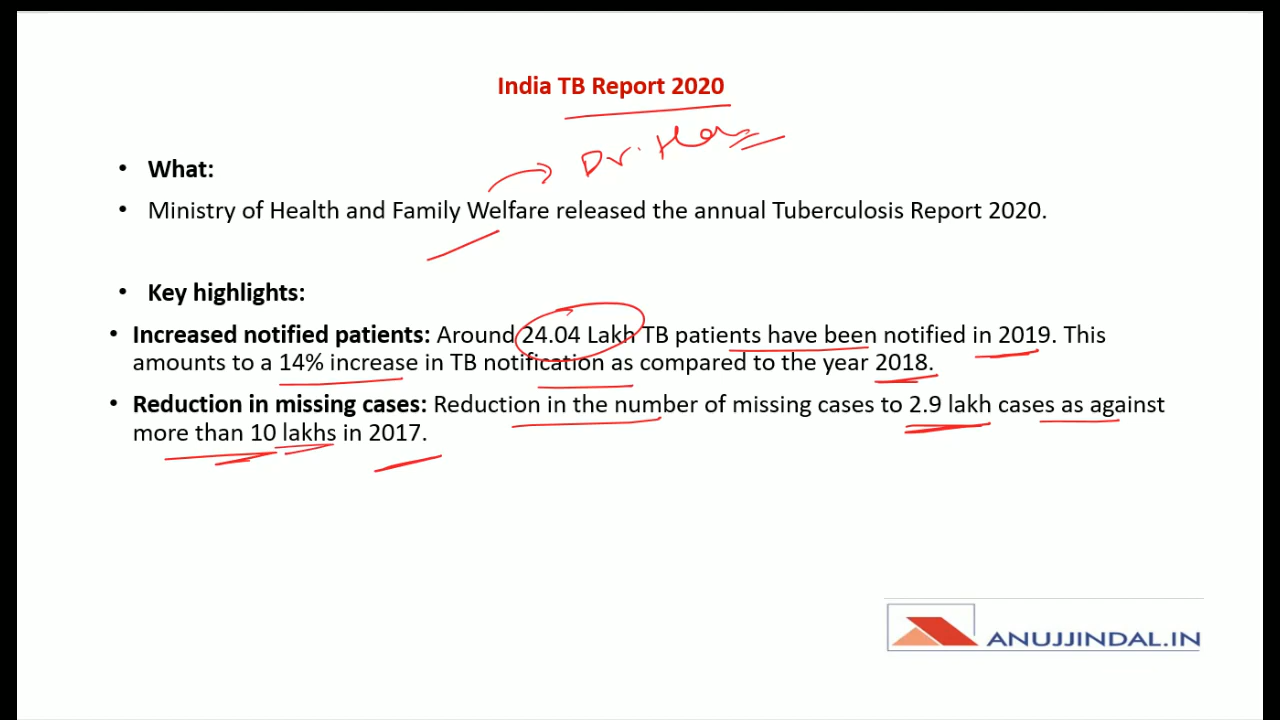 India TB Report 2020
Dr. Har
• What:
• Ministry of Health and Family Welfare released the annual Tuberculosis Report 2020.
• Key highlights:
• Increased notified patients: Around 24.04 Lakh TB patients have been notified in 2019. This
amounts to a 14% increase in TB notification as compared to the year 2018.
• Reduction in missing cases: Reduction in the number of missing cases to 2.9 lakh cases as against
more than 10 lakhs in 2017.
ANUJJINDAL.IN